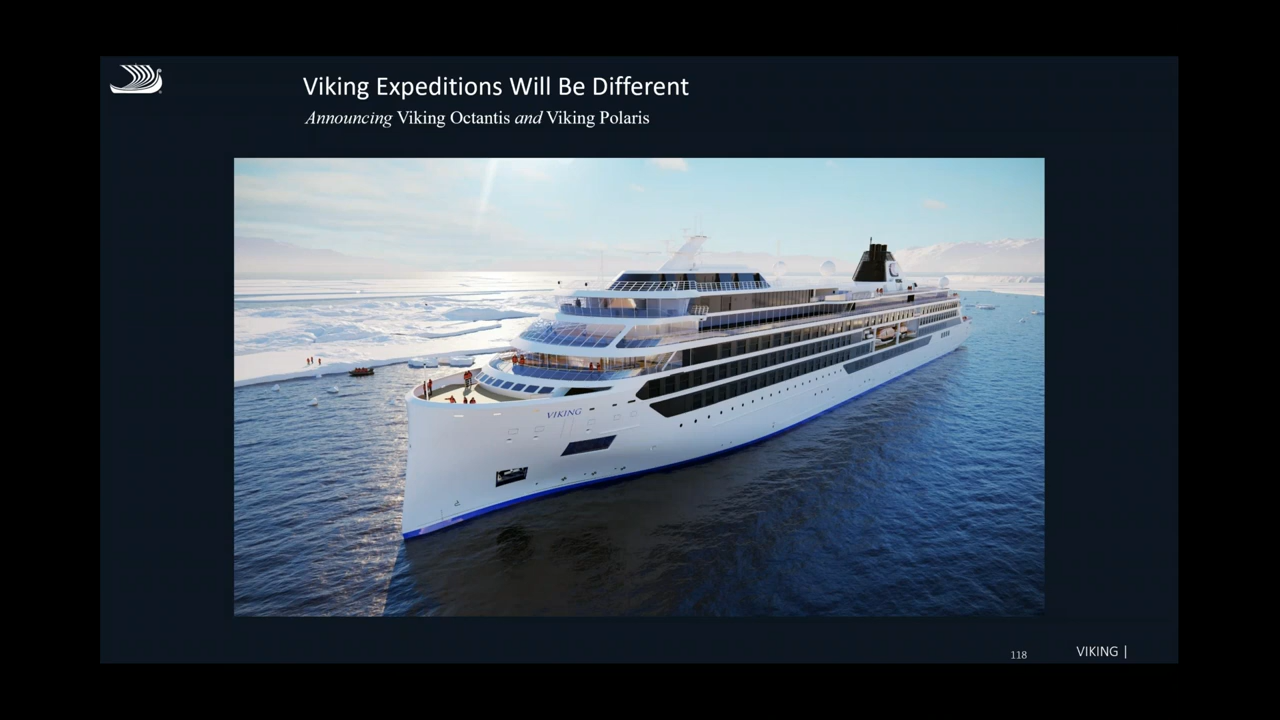 Viking Expeditions Will Be Different
Announcing Viking Octantis and Viking Polaris
VIKING
118
VIKING |